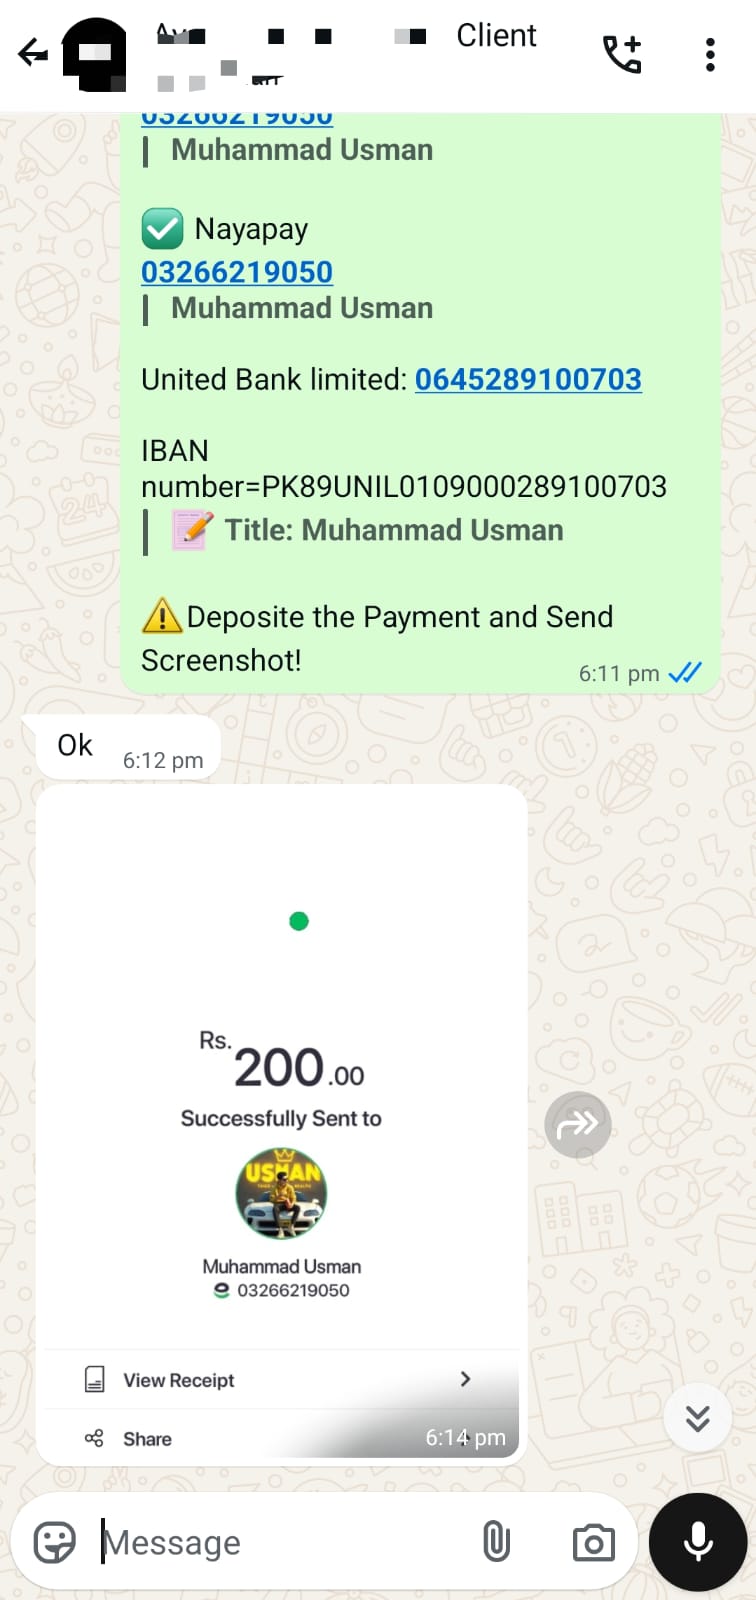 Client
03266219050
Muhammad Usman
✅ Nayapay
03266219050
Muhammad Usman
United Bank limited: 0645289100703
IBAN
number=PK89UNIL0109000289100703
📝 Title: Muhammad Usman
⚠️Deposite the Payment and Send
Screenshot!
6:11 pm
Ok
6:12 pm
Rs.
200.00
Successfully Sent to
USMAN
Muhammad Usman
03266219050
View Receipt
Share
6:14 pm
Message